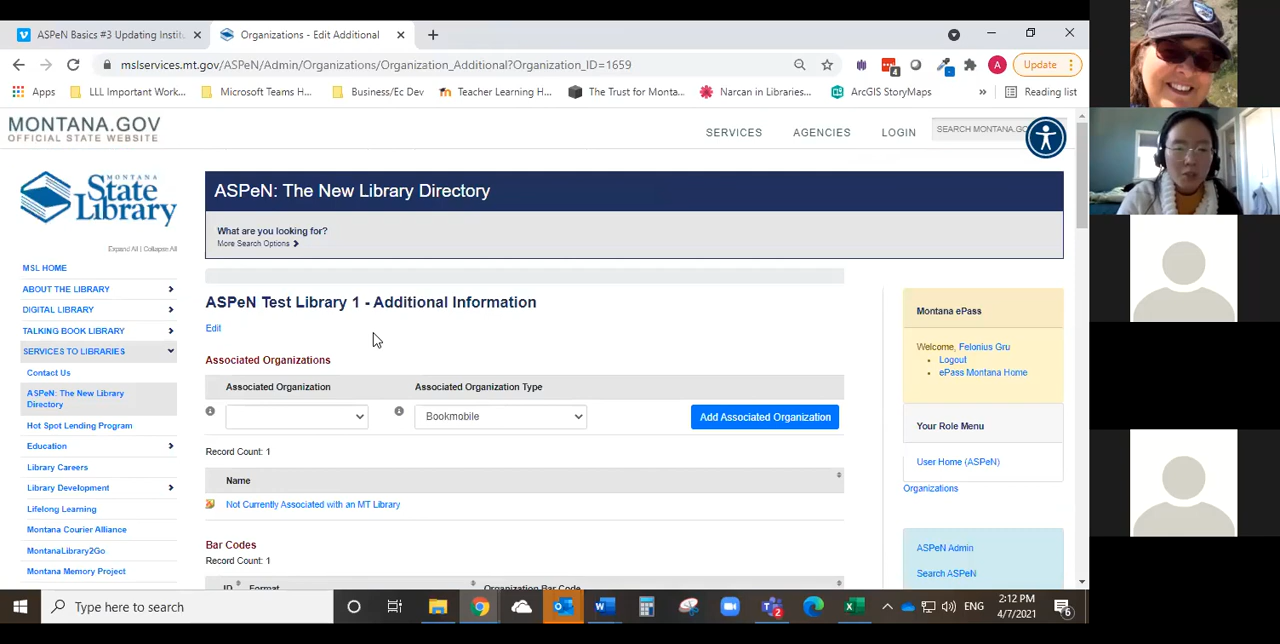 ASPeN Basics #3 Updating Instit
Organizations - Edit Additional
mslservices.mt.gov/ASPeN/Admin/Organizations/Organization_Additional?Organization_ID=1659
Update
Apps
LLL Important Work...
Microsoft Teams H...
Business/Ec Dev
Teacher Learning H...
The Trust for Monta...
Narcan in Libraries...
ArcGIS StoryMaps
»
Reading list
MONTANA.GOV
OFFICIAL STATE WEBSITE
SERVICES
AGENCIES
LOGIN
SEARCH MONTANA.GO
MONTANA
State
Library
Expand All | Collapse All
MSL HOME
ABOUT THE LIBRARY
DIGITAL LIBRARY
TALKING BOOK LIBRARY
SERVICES TO LIBRARIES
Contact Us
ASPeN: The New Library
Directory
Hot Spot Lending Program
Education
Library Careers
Library Development
Lifelong Learning
Montana Courier Alliance
MontanaLibrary2Go
Montana Memory Project
ASPeN: The New Library Directory
What are you looking for?
More Search Options
ASPeN Test Library 1 - Additional Information
Edit
Associated Organizations
Associated Organization
Associated Organization Type
Bookmobile
Add Associated Organization
Record Count: 1
Name
Not Currently Associated with an MT Library
Bar Codes
Record Count: 1
ID
Format
Organization Bar Code
Montana ePass
Welcome, Felonius Gru
Logout
ePass Montana Home
Your Role Menu
User Home (ASPeN)
Organizations
ASPeN Admin
Search ASPeN
Type here to search
ENG
2:12 PM
4/7/2021